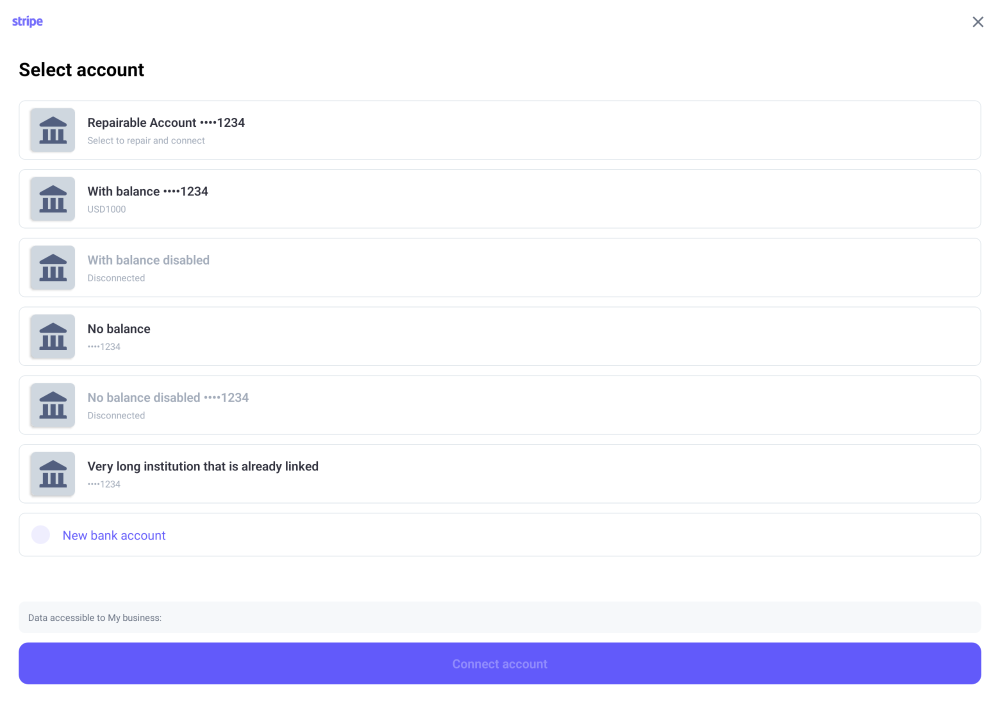 stripe
Select account
Repairable Account ••••1234
Select to repair and connect
With balance ••••1234
USD1000
With balance disabled
Disconnected
No balance
••••1234
No balance disabled ••••1234
Disconnected
Very long institution that is already linked
••••1234
New bank account
Data accessible to My business:
Connect account